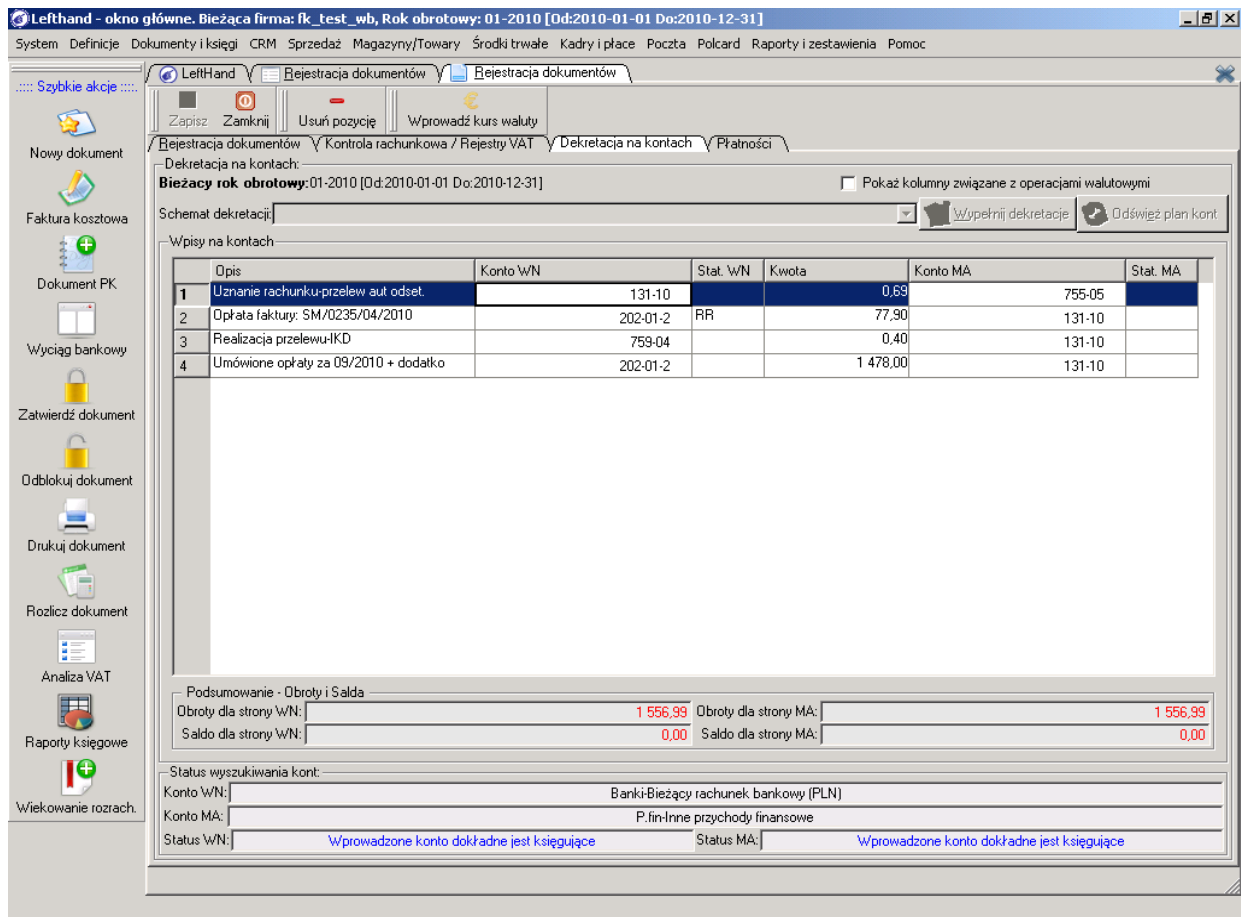 Lefthand - okno główne. Bieżąca firma: fk_test_wb, Rok obrotowy: 01-2010 [Od:2010-01-01 Do:2010-12-31]
System Definicje Dokumenty i księgi CRM Sprzedaż Magazyny/Towary Środki trwałe Kadry i płace Poczta Polcard Raporty i zestawienia Pomoc
.:::: Szybkie akcje ::::.
Nowy dokument
Faktura kosztowa
Dokument PK
Wyciąg bankowy
Zatwierdź dokument
Odblokuj dokument
Drukuj dokument
Rozlicz dokument
Analiza VAT
Raporty księgowe
Wiekowanie rozrach.
LeftHand Rejestracja dokumentów Rejestracja dokumentów
Zapisz Zamknij Usuń pozycję Wprowadź kurs waluty
Rejestracja dokumentów Kontrola rachunkowa / Rejestry VAT Dekretacja na kontach Płatności
Dekretacja na kontach:
Bieżacy rok obrotowy:01-2010 [Od:2010-01-01 Do:2010-12-31] Pokaż kolumny związane z operacjami walutowymi
Schemat dekretacji: Wypełnij dekretacje Odśwież plan kont
Wpisy na kontach
Opis Konto WN Stat. WN Kwota Konto MA Stat. MA
1 Uznanie rachunku-przelew aut odset. 131-10 0,69 755-05
2 Opłata faktury: SM/0235/04/2010 202-01-2 RR 77,90 131-10
3 Realizacja przelewu-IKD 759-04 0,40 131-10
4 Umówione opłaty za 09/2010 + dodatko 202-01-2 1 478,00 131-10
Podsumowanie - Obroty i Salda
Obroty dla strony WN: 1 556,99 Obroty dla strony MA: 1 556,99
Saldo dla strony WN: 0,00 Saldo dla strony MA: 0,00
Status wyszukiwania kont:
Konto WN: Banki-Bieżący rachunek bankowy (PLN)
Konto MA: P.fin-Inne przychody finansowe
Status WN: Wprowadzone konto dokładne jest księgujące Status MA: Wprowadzone konto dokładne jest księgujące